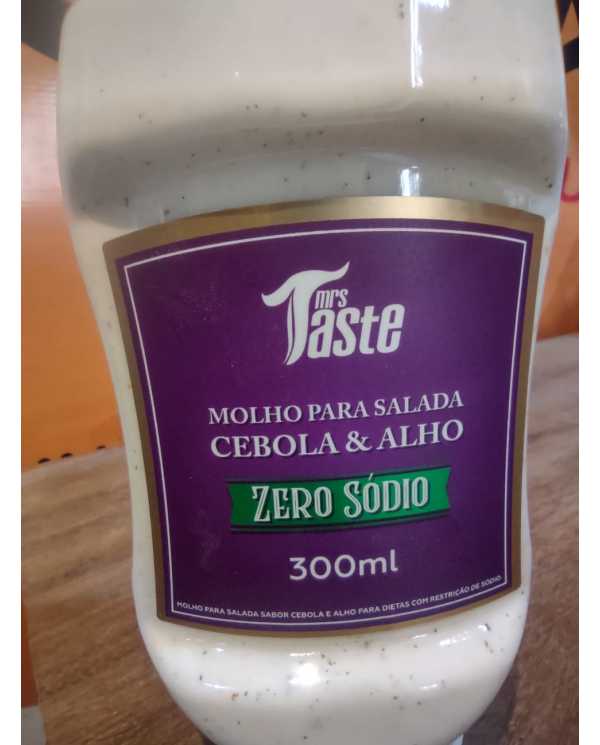 mrs
Taste
MOLHO PARA SALADA
CEBOLA & ALHO
ZERO SÓDIO
300ml
MOLHO PARA SALADA SABOR CEBOLA E ALHO PARA DIETAS COM RESTRIÇÃO DE SÓDIO.